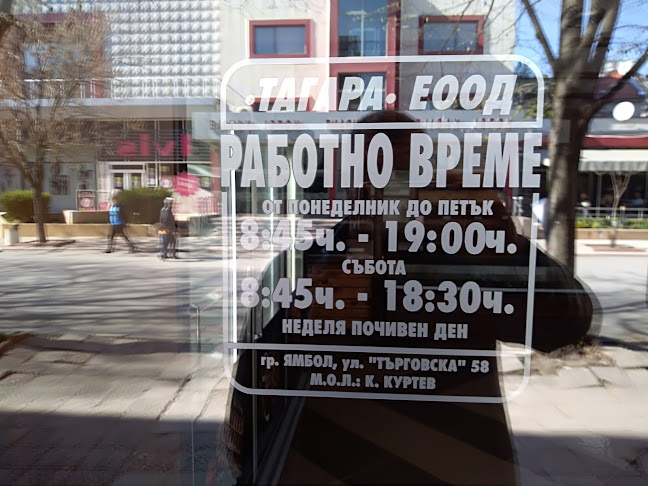 ·ТАГАРА· ЕООД
РАБОТНО ВРЕМЕ
ОТ ПОНЕДЕЛНИК ДО ПЕТЪК
8:45ч. - 19:00ч.
СЪБОТА
8:45ч. - 18:30ч.
НЕДЕЛЯ ПОЧИВЕН ДЕН
гр. ЯМБОЛ, ул. "ТЪРГОВСКА" 58
М.О.Л.: К. КУРТЕВ